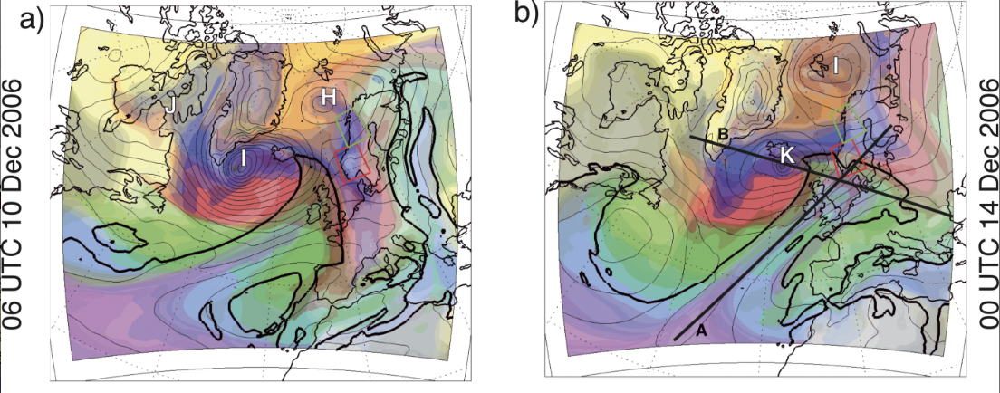 a)
06 UTC 10 Dec 2006
H
J
I
b)
00 UTC 14 Dec 2006
I
B
K
A